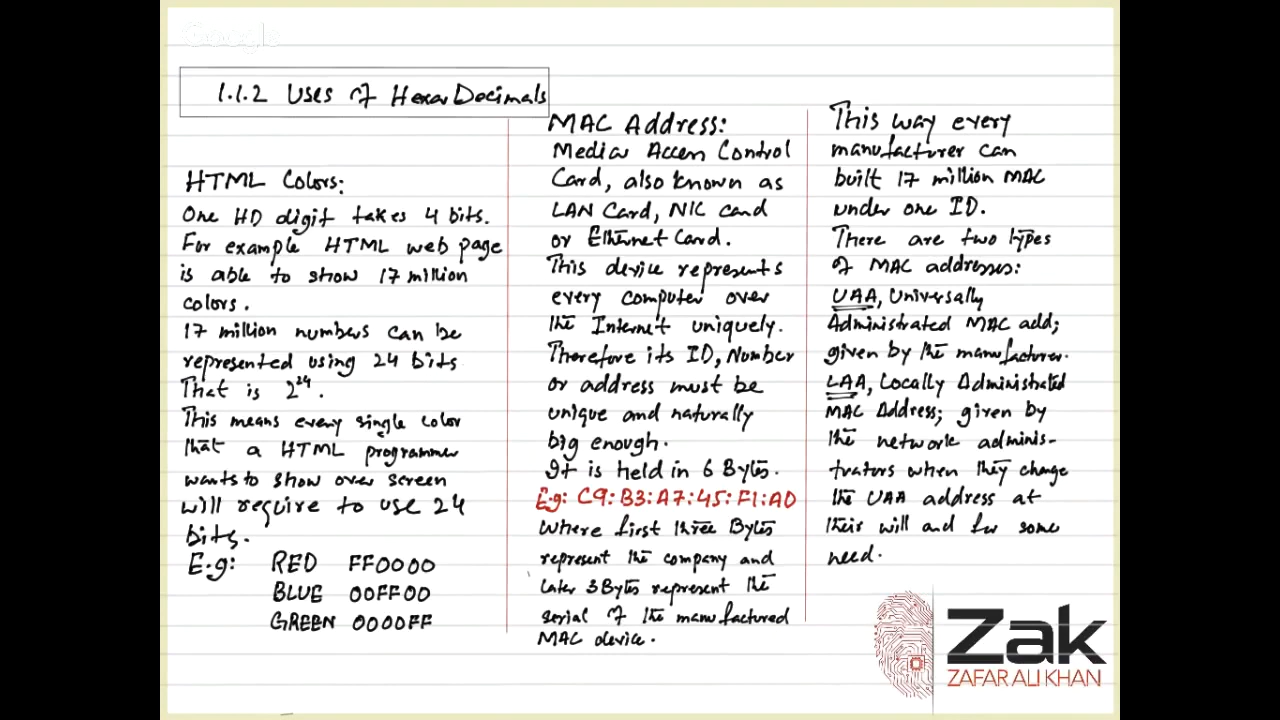 Google
1.1.2 Uses of Hexa Decimals
HTML Colors:
One HD digit takes 4 bits.
For example HTML web page
is able to show 17 million
colors.
17 million numbers can be
represented using 24 bits
That is 2²⁴.
This means every single color
that a HTML programmer
wants to show over screen
will require to use 24
bits.
E.g: RED FF0000
BLUE 00FF00
GREEN 0000FF
MAC Address:
Media Access Control
Card, also known as
LAN Card, NIC card
or Ethernet Card.
This device represents
every computer over
the Internet uniquely.
Therefore its ID, Number
or address must be
unique and naturally
big enough.
It is held in 6 Bytes.
E.g: C9:B3:A7:45:F1:AD
Where first three Bytes
represent the company and
later 3 Bytes represent the
serial of the manufactured
MAC device.
This way every
manufacturer can
built 17 million MAC
under one ID.
There are two types
of MAC addresses:
UAA, Universally
Administrated MAC add;
given by the manufacturer.
LAA, Locally Administrated
MAC Address; given by
the network adminis-
trators when they change
the UAA address at
their will and for some
need.
Zak
ZAFAR ALI KHAN